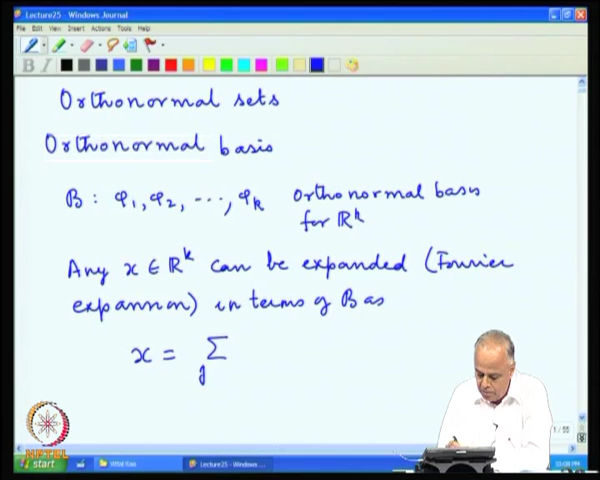 Lecture25 - Windows Journal
File Edit View Insert Actions Tools Help
Orthonormal sets
Orthonormal basis
B : φ1, φ2, ..., φk Orthonormal basis
for ℝ^k
Any x ∈ ℝ^k can be expanded (Fourier
expansion) in terms of B as
x = Σ
j
NPTEL
start
Lecture25 - Windows ...